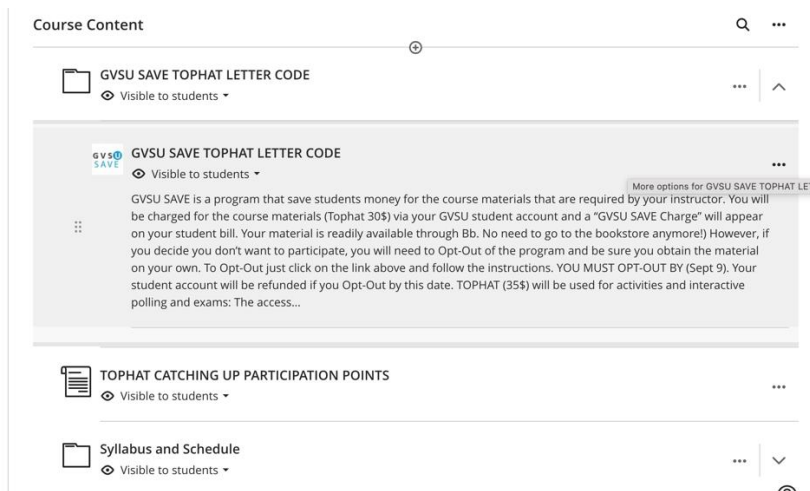 Course Content
GVSU SAVE TOPHAT LETTER CODE
Visible to students
GVSU SAVE
GVSU SAVE TOPHAT LETTER CODE
Visible to students
More options for GVSU SAVE TOPHAT LE
GVSU SAVE is a program that save students money for the course materials that are required by your instructor. You will
be charged for the course materials (Tophat 30$) via your GVSU student account and a “GVSU SAVE Charge” will appear
on your student bill. Your material is readily available through Bb. No need to go to the bookstore anymore!) However, if
you decide you don’t want to participate, you will need to Opt-Out of the program and be sure you obtain the material
on your own. To Opt-Out just click on the link above and follow the instructions. YOU MUST OPT-OUT BY (Sept 9). Your
student account will be refunded if you Opt-Out by this date. TOPHAT (35$) will be used for activities and interactive
polling and exams: The access...
TOPHAT CATCHING UP PARTICIPATION POINTS
Visible to students
Syllabus and Schedule
Visible to students